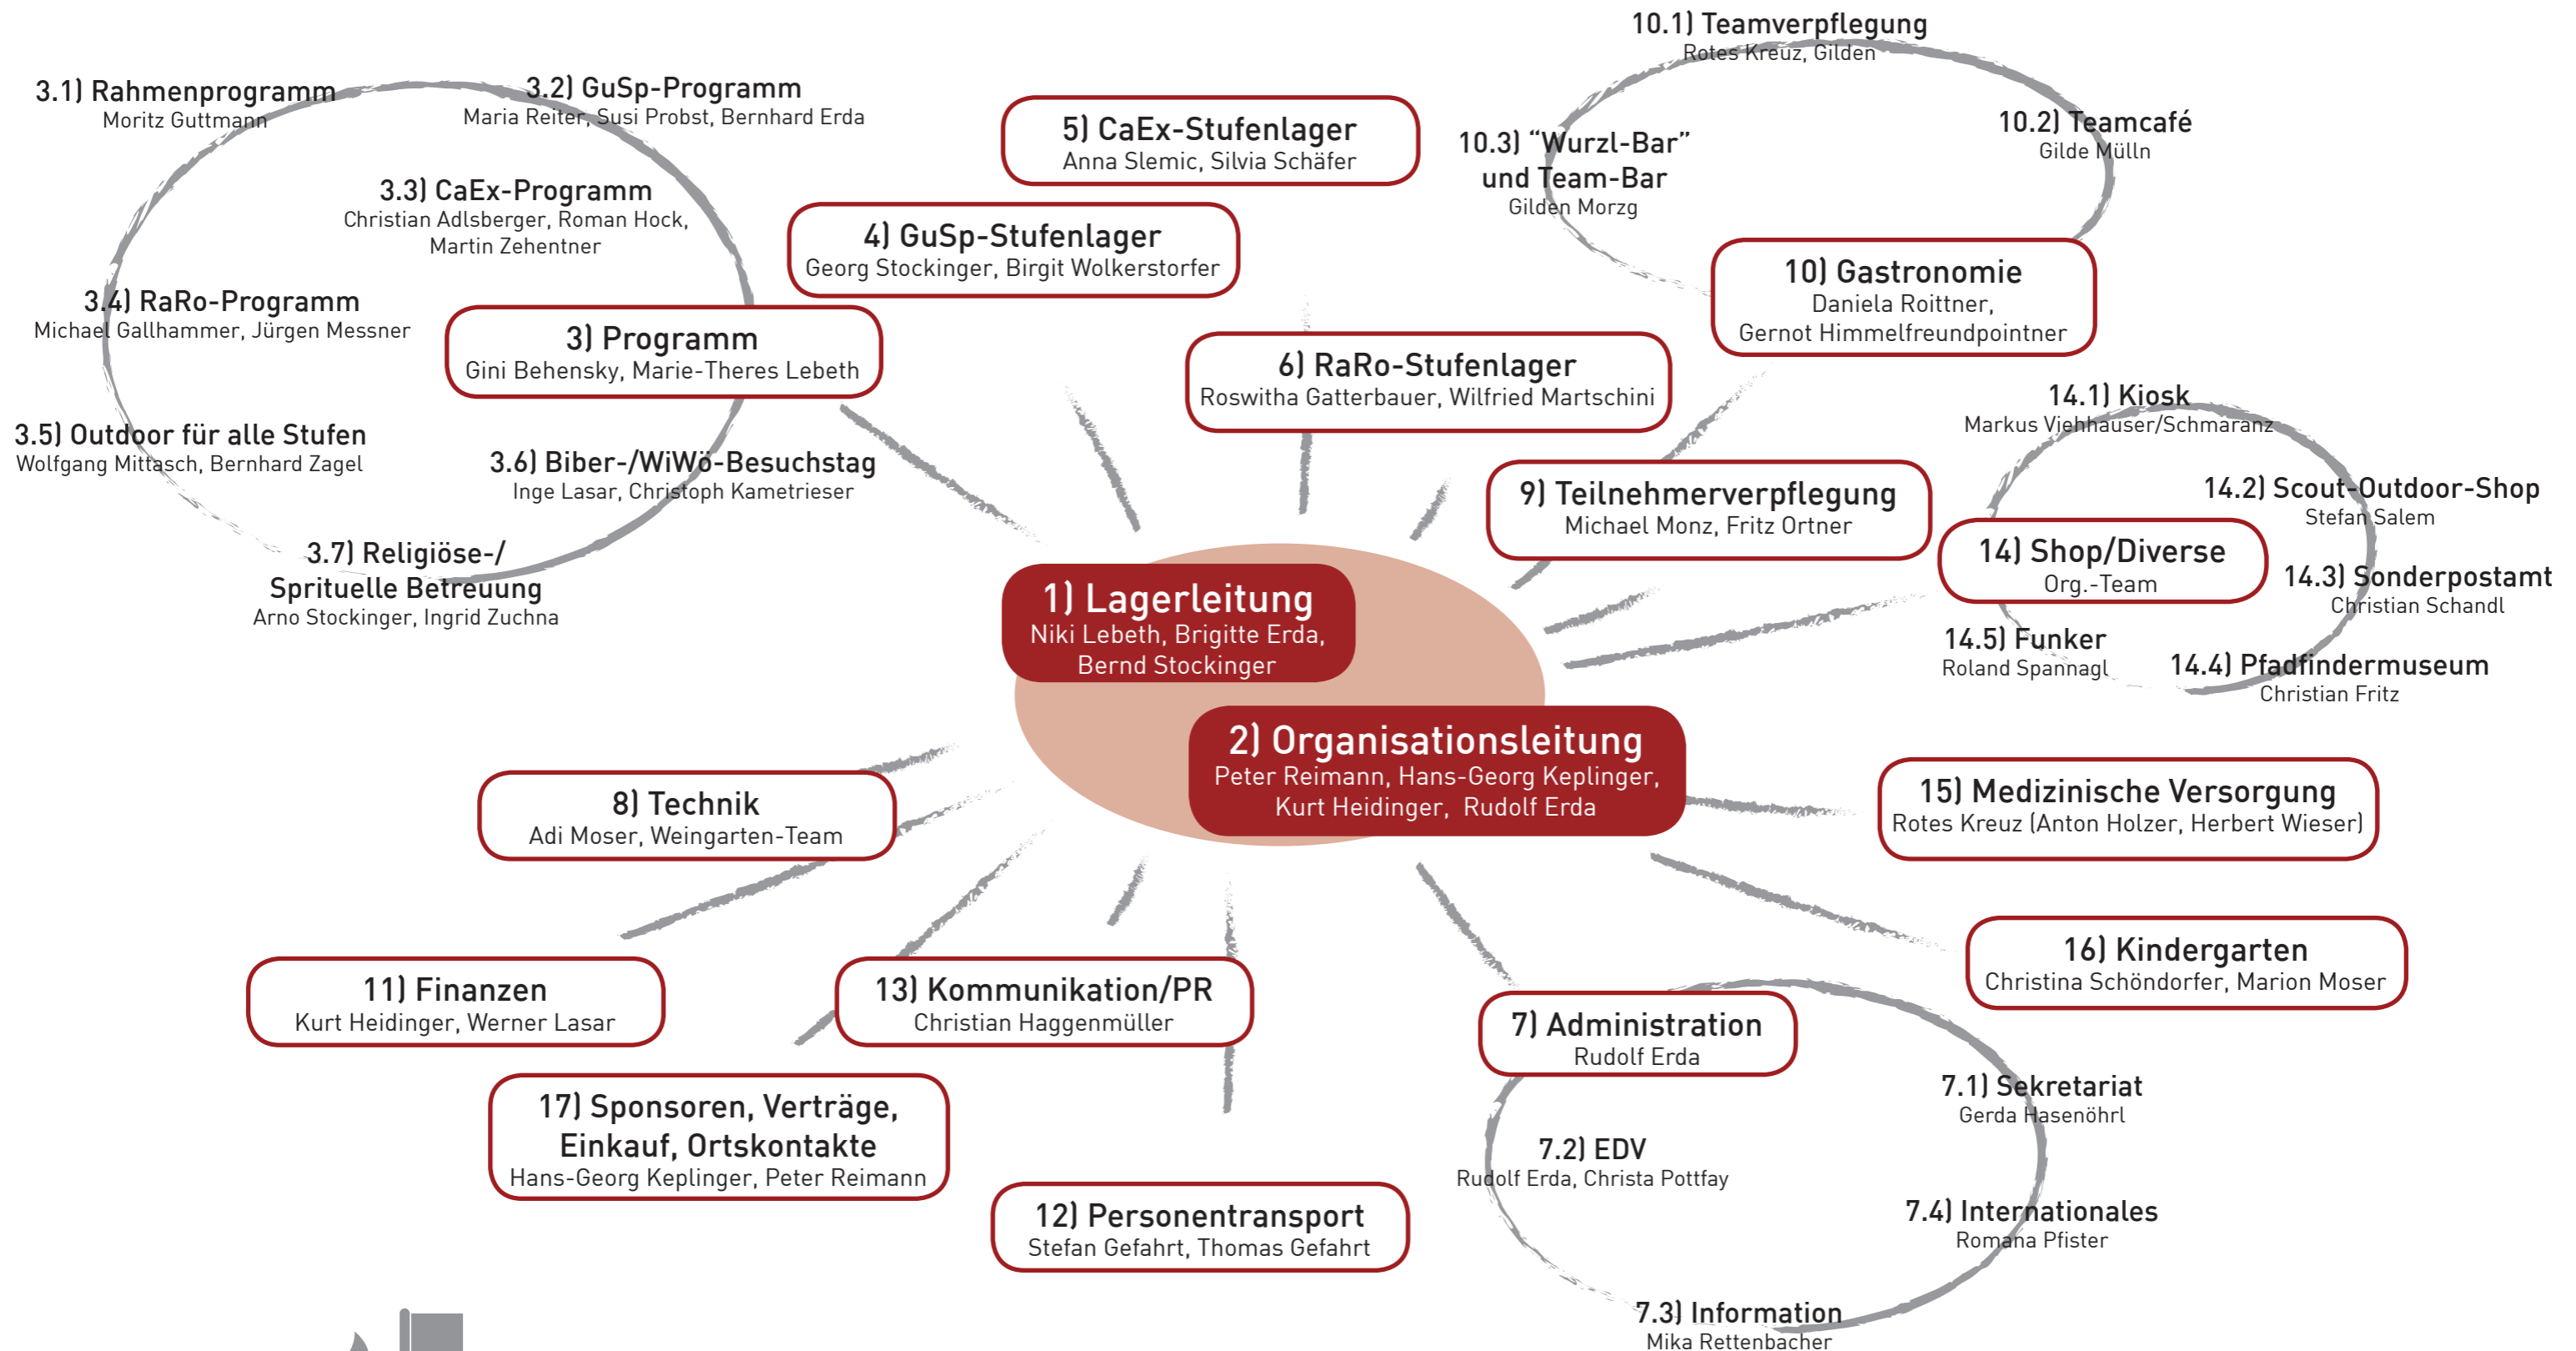 10.1) Teamverpflegung
Rotes Kreuz, Gilden
3.1) Rahmenprogramm
Moritz Guttmann
3.2) GuSp-Programm
Maria Reiter, Susi Probst, Bernhard Erda
3.3) CaEx-Programm
Christian Adlsberger, Roman Hock,
Martin Zehentner
3.4) RaRo-Programm
Michael Gallhammer, Jürgen Messner
3) Programm
Gini Behensky, Marie-Theres Lebeth
3.5) Outdoor für alle Stufen
Wolfgang Mittasch, Bernhard Zagel
3.6) Biber-/WiWö-Besuchstag
Inge Lasar, Christoph Kametrieser
3.7) Religiöse-/
Sprituelle Betreuung
Arno Stockinger, Ingrid Zuchna
5) CaEx-Stufenlager
Anna Slemic, Silvia Schäfer
4) GuSp-Stufenlager
Georg Stockinger, Birgit Wolkerstorfer
6) RaRo-Stufenlager
Roswitha Gatterbauer, Wilfried Martschini
10.2) Teamcafé
Gilde Mülln
10.3) “Wurzl-Bar”
und Team-Bar
Gilden Morzg
10) Gastronomie
Daniela Roittner,
Gernot Himmelfreundpointner
9) Teilnehmerverpflegung
Michael Monz, Fritz Ortner
14.1) Kiosk
Markus Viehhauser/Schmaranz
14.2) Scout-Outdoor-Shop
Stefan Salem
14) Shop/Diverse
Org.-Team
14.3) Sonderpostamt
Christian Schandl
14.5) Funker
Roland Spannagl
14.4) Pfadfindermuseum
Christian Fritz
1) Lagerleitung
Niki Lebeth, Brigitte Erda,
Bernd Stockinger
2) Organisationsleitung
Peter Reimann, Hans-Georg Keplinger,
Kurt Heidinger, Rudolf Erda
8) Technik
Adi Moser, Weingarten-Team
15) Medizinische Versorgung
Rotes Kreuz (Anton Holzer, Herbert Wieser)
16) Kindergarten
Christina Schöndorfer, Marion Moser
11) Finanzen
Kurt Heidinger, Werner Lasar
13) Kommunikation/PR
Christian Haggenmüller
17) Sponsoren, Verträge,
Einkauf, Ortskontakte
Hans-Georg Keplinger, Peter Reimann
12) Personentransport
Stefan Gefahrt, Thomas Gefahrt
7) Administration
Rudolf Erda
7.1) Sekretariat
Gerda Hasenöhrl
7.2) EDV
Rudolf Erda, Christa Pottfay
7.4) Internationales
Romana Pfister
7.3) Information
Mika Rettenbacher